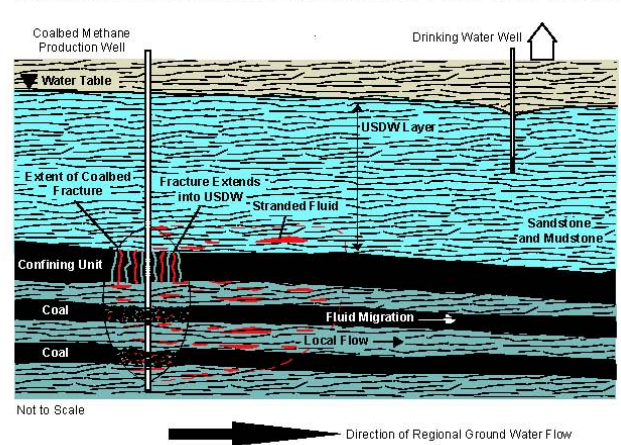 Coalbed Methane
Production Well
Drinking Water Well
Water Table
USDW Layer
Extent of Coalbed
Fracture
Fracture Extends
into USDW
Stranded Fluid
Sandstone
and Mudstone
Confining Unit
Coal
Fluid Migration
Local Flow
Coal
Not to Scale
Direction of Regional Ground Water Flow